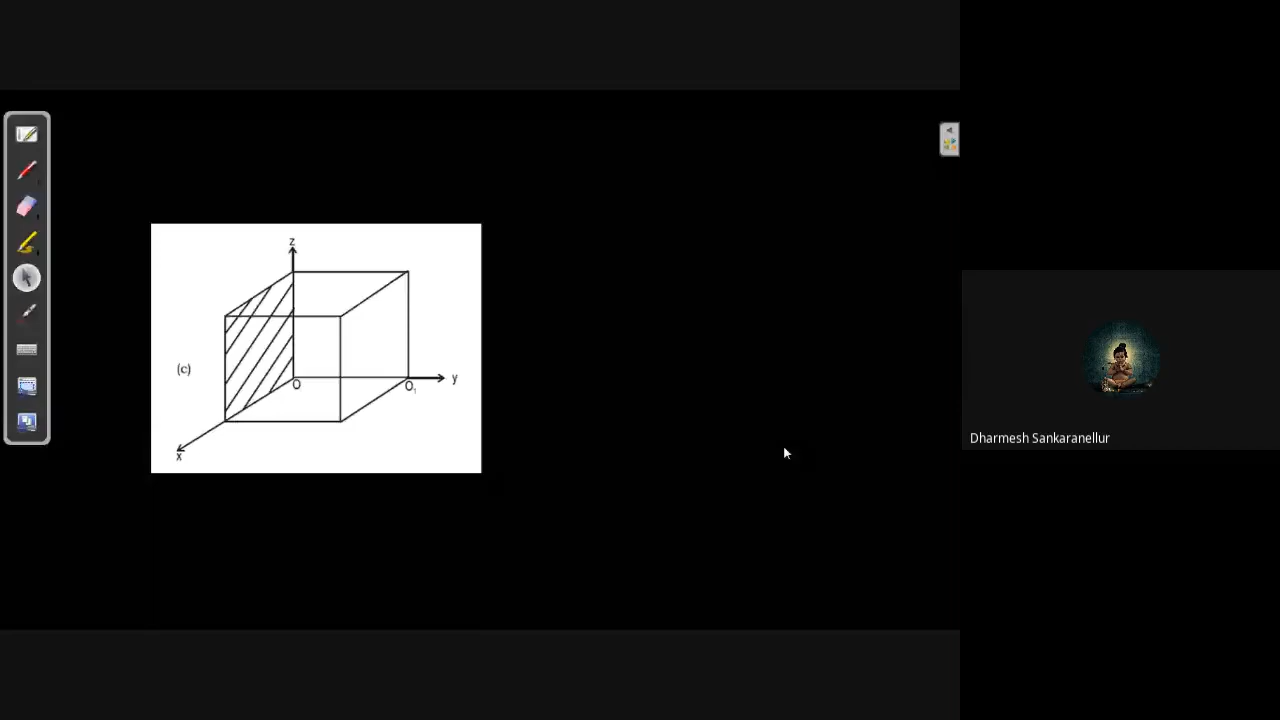 z
(c)
O
O₁
y
x
Dharmesh Sankaranellur